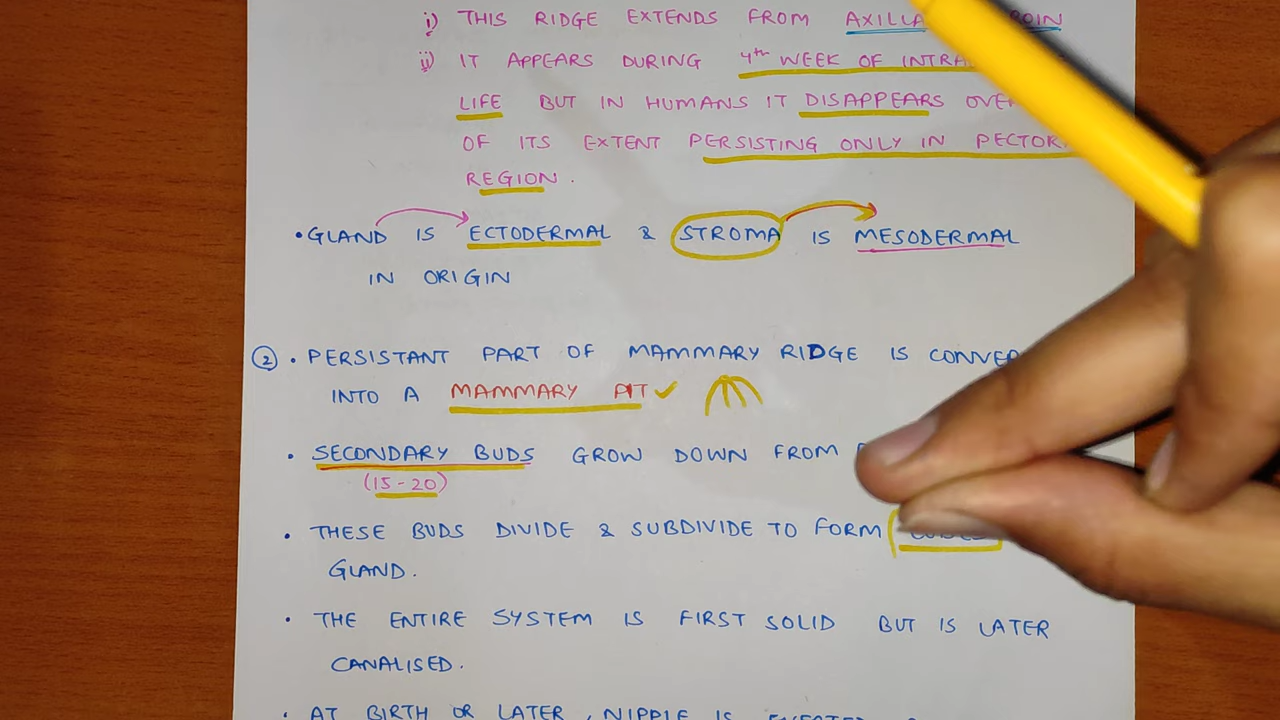 i) THIS RIDGE EXTENDS FROM
ii) IT APPEARS DURING 4th WEEK OF
LIFE BUT IN HUMANS IT DISAPPEARS
OF ITS EXTENT PERSISTING ONLY IN
REGION.
• GLAND IS ECTODERMAL & STROMA IS MESODERMAL
IN ORIGIN
② • PERSISTANT PART OF MAMMARY RIDGE IS
INTO A MAMMARY PIT ✓
• SECONDARY BUDS GROW DOWN FROM
(15-20)
• THESE BUDS DIVIDE & SUBDIVIDE TO FORM
GLAND.
• THE ENTIRE SYSTEM IS FIRST SOLID BUT IS LATER
CANALISED.
• AT BIRTH OR LATER, NIPPLE IS